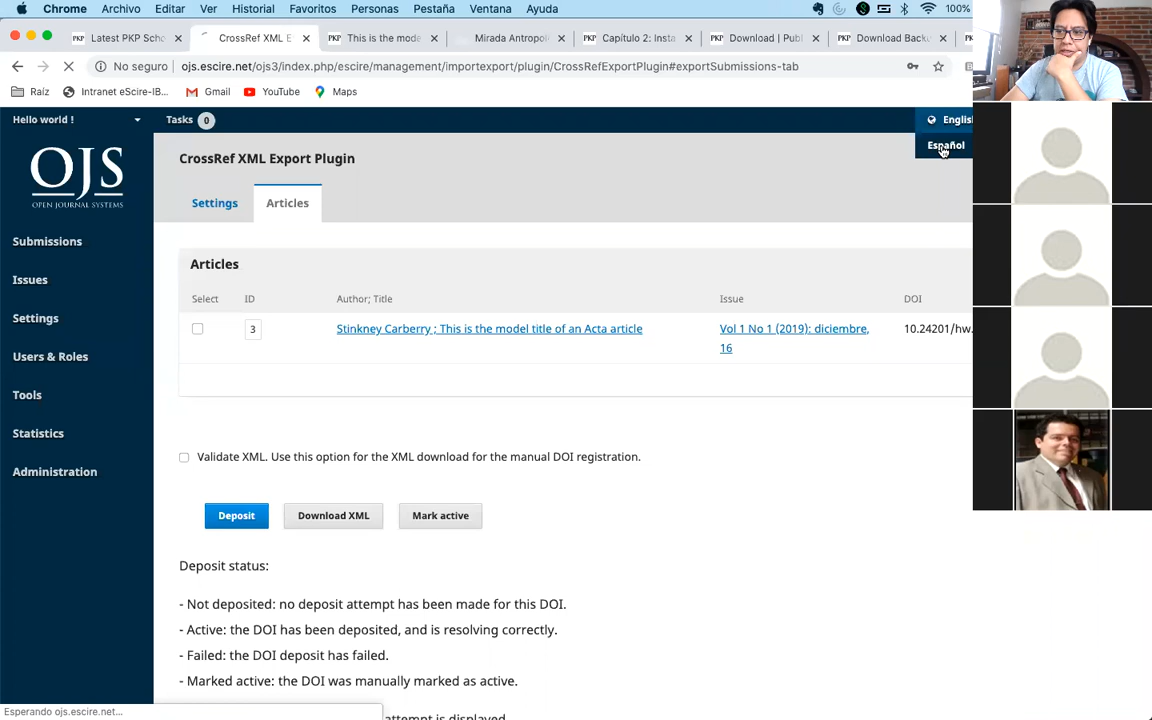 Chrome Archivo Editar Ver Historial Favoritos Personas Pestaña Ventana Ayuda 100%
Latest PKP Scho CrossRef XML E This is the mode Mirada Antropol Capítulo 2: Insta Download | Publ Download Backu
No seguro ojs.escire.net/ojs3/index.php/escire/management/importexport/plugin/CrossRefExportPlugin#exportSubmissions-tab
Raíz Intranet eScire-IB... Gmail YouTube Maps
Hello world ! Tasks 0 English
Español
CrossRef XML Export Plugin
OJS
OPEN JOURNAL SYSTEMS
Settings Articles
Submissions
Issues
Settings
Users & Roles
Tools
Statistics
Administration
Articles
Select ID Author; Title Issue DOI
3 Stinkney Carberry ; This is the model title of an Acta article Vol 1 No 1 (2019): diciembre, 10.24201/hw.
16
Validate XML. Use this option for the XML download for the manual DOI registration.
Deposit Download XML Mark active
Deposit status:
- Not deposited: no deposit attempt has been made for this DOI.
- Active: the DOI has been deposited, and is resolving correctly.
- Failed: the DOI deposit has failed.
- Marked active: the DOI was manually marked as active.
attempt is displayed.
Esperando ojs.escire.net...